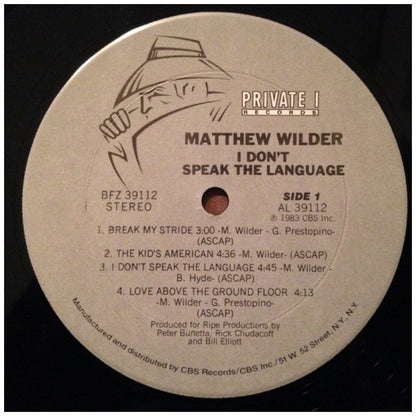 PRIVATE I
RECORDS
MATTHEW WILDER
I DON'T
SPEAK THE LANGUAGE
BFZ 39112
STEREO
SIDE 1
AL 39112
℗ 1983 CBS Inc.
1. BREAK MY STRIDE 3:00 -M. Wilder - G. Prestopino-
(ASCAP)
2. THE KID'S AMERICAN 4:36 -M. Wilder- (ASCAP)
3. I DON'T SPEAK THE LANGUAGE 4:45 -M. Wilder -
B. Hyde- (ASCAP)
4. LOVE ABOVE THE GROUND FLOOR 4:13
-M. Wilder - G. Prestopino-
(ASCAP)
Produced for Ripe Productions by
Peter Bunetta, Rick Chudacoff
and Bill Elliott
Manufactured and distributed by CBS Records/CBS Inc./51 W. 52 Street, N.Y., N.Y.